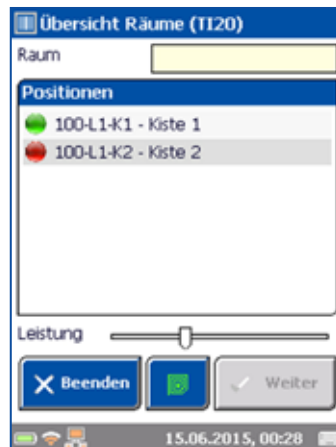 Übersicht Räume (TI20)
Raum
Positionen
100-L1-K1 - Kiste 1
100-L1-K2 - Kiste 2
Leistung
Beenden
Weiter
15.06.2015, 00:28